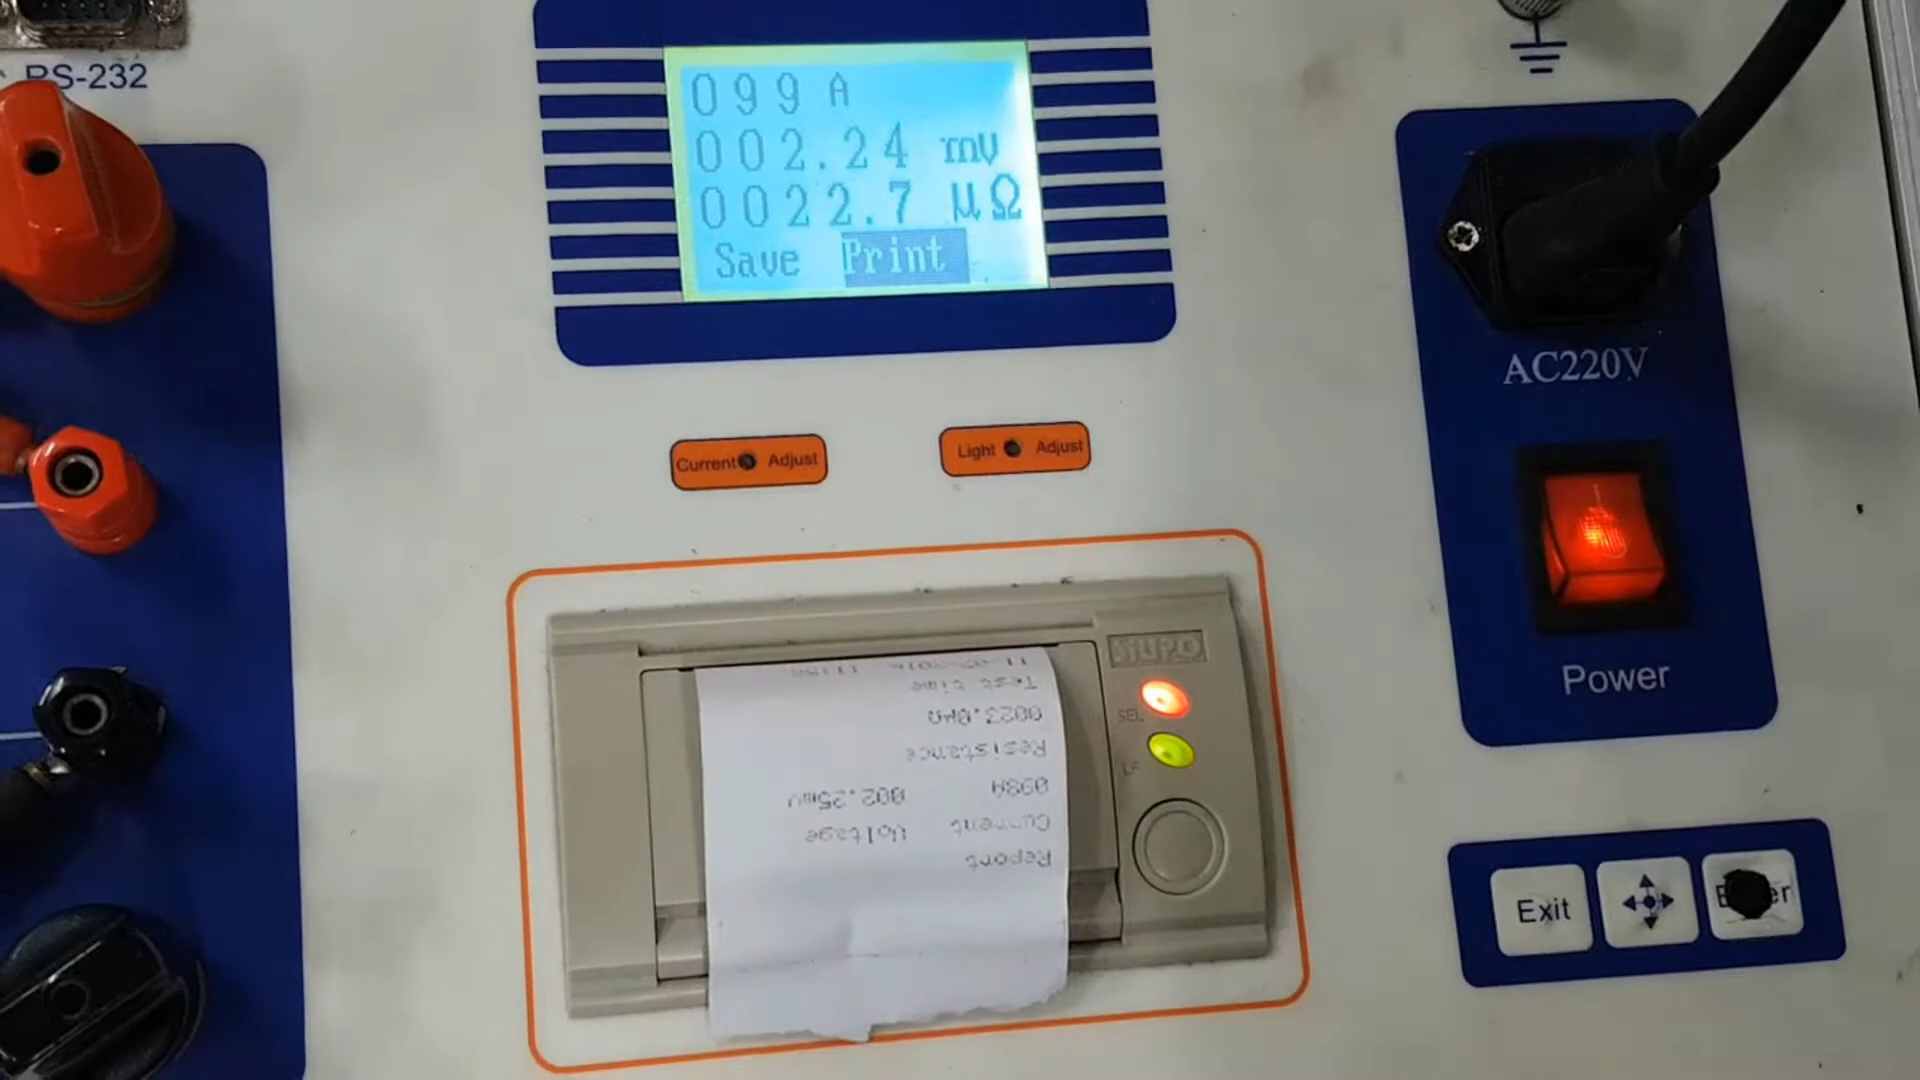 RS-232
099 A
002.24 mV
0022.7 μΩ
Save Print
AC220V
Current Adjust
Light Adjust
Power
SEL
LF
Test time
0023.0μΩ
Resistance
098A 002.25mV
Current Voltage
Report
Exit